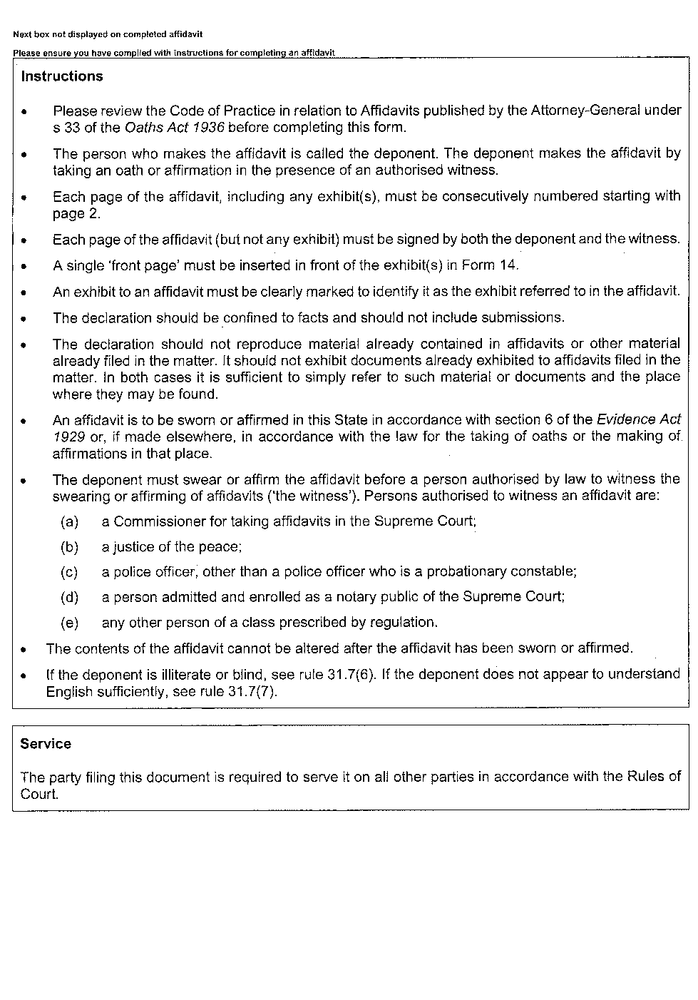 Next box not displayed on completed affidavit
Please ensure you have complied with instructions for completing an affidavit
Instructions
• Please review the Code of Practice in relation to Affidavits published by the Attorney-General under
s 33 of the Oaths Act 1936 before completing this form.
• The person who makes the affidavit is called the deponent. The deponent makes the affidavit by
taking an oath or affirmation in the presence of an authorised witness.
• Each page of the affidavit, including any exhibit(s), must be consecutively numbered starting with
page 2.
• Each page of the affidavit (but not any exhibit) must be signed by both the deponent and the witness.
• A single ‘front page’ must be inserted in front of the exhibit(s) in Form 14.
• An exhibit to an affidavit must be clearly marked to identify it as the exhibit referred to in the affidavit.
• The declaration should be confined to facts and should not include submissions.
• The declaration should not reproduce material already contained in affidavits or other material
already filed in the matter. It should not exhibit documents already exhibited to affidavits filed in the
matter. In both cases it is sufficient to simply refer to such material or documents and the place
where they may be found.
• An affidavit is to be sworn or affirmed in this State in accordance with section 6 of the Evidence Act
1929 or, if made elsewhere, in accordance with the law for the taking of oaths or the making of
affirmations in that place.
• The deponent must swear or affirm the affidavit before a person authorised by law to witness the
swearing or affirming of affidavits (‘the witness’). Persons authorised to witness an affidavit are:
(a) a Commissioner for taking affidavits in the Supreme Court;
(b) a justice of the peace;
(c) a police officer, other than a police officer who is a probationary constable;
(d) a person admitted and enrolled as a notary public of the Supreme Court;
(e) any other person of a class prescribed by regulation.
• The contents of the affidavit cannot be altered after the affidavit has been sworn or affirmed.
• If the deponent is illiterate or blind, see rule 31.7(6). If the deponent does not appear to understand
English sufficiently, see rule 31.7(7).
Service
The party filing this document is required to serve it on all other parties in accordance with the Rules of
Court.